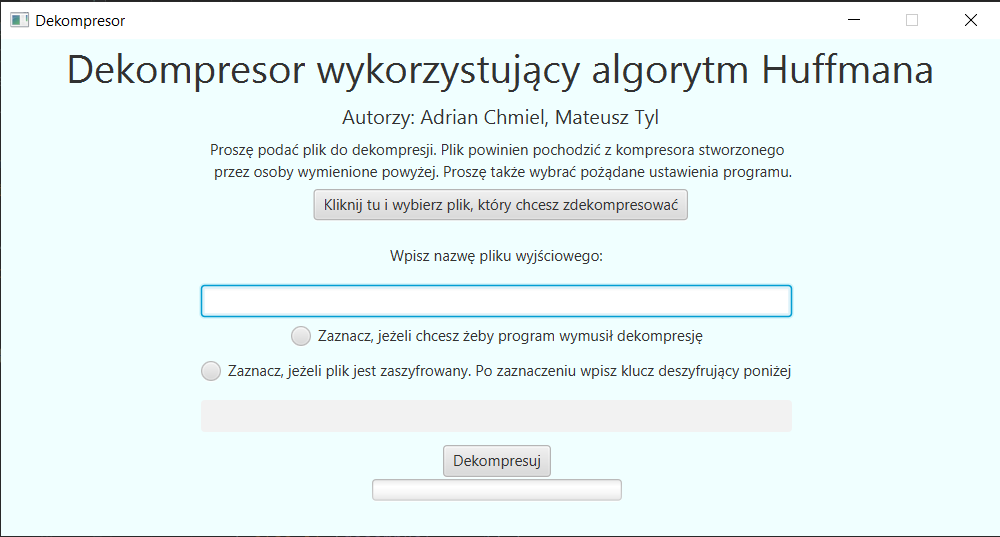 Dekompresor
Dekompresor wykorzystujący algorytm Huffmana
Autorzy: Adrian Chmiel, Mateusz Tyl
Proszę podać plik do dekompresji. Plik powinien pochodzić z kompresora stworzonego
przez osoby wymienione powyżej. Proszę także wybrać pożądane ustawienia programu.
Kliknij tu i wybierz plik, który chcesz zdekompresować
Wpisz nazwę pliku wyjściowego:
Zaznacz, jeżeli chcesz żeby program wymusił dekompresję
Zaznacz, jeżeli plik jest zaszyfrowany. Po zaznaczeniu wpisz klucz deszyfrujący poniżej
Dekompresuj